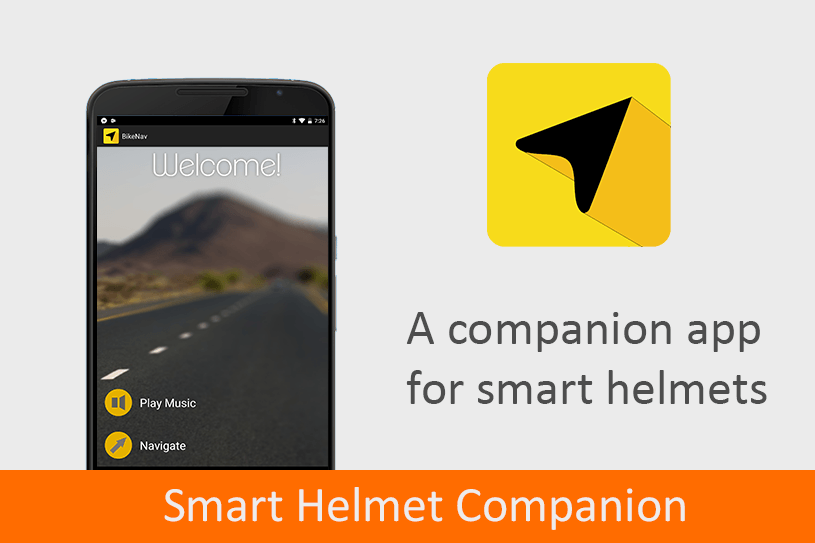 7:26
BikeNav
Welcome!
Play Music
Navigate
A companion app
for smart helmets
Smart Helmet Companion